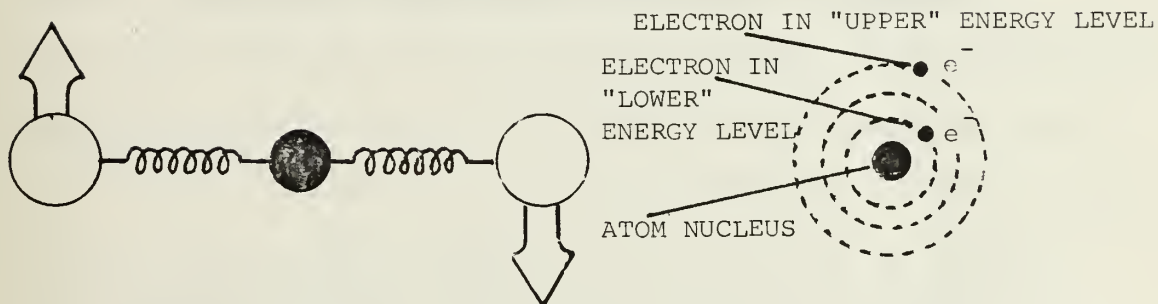 ELECTRON IN "UPPER" ENERGY LEVEL
e⁻
ELECTRON IN
"LOWER"
ENERGY LEVEL
e⁻
ATOM NUCLEUS